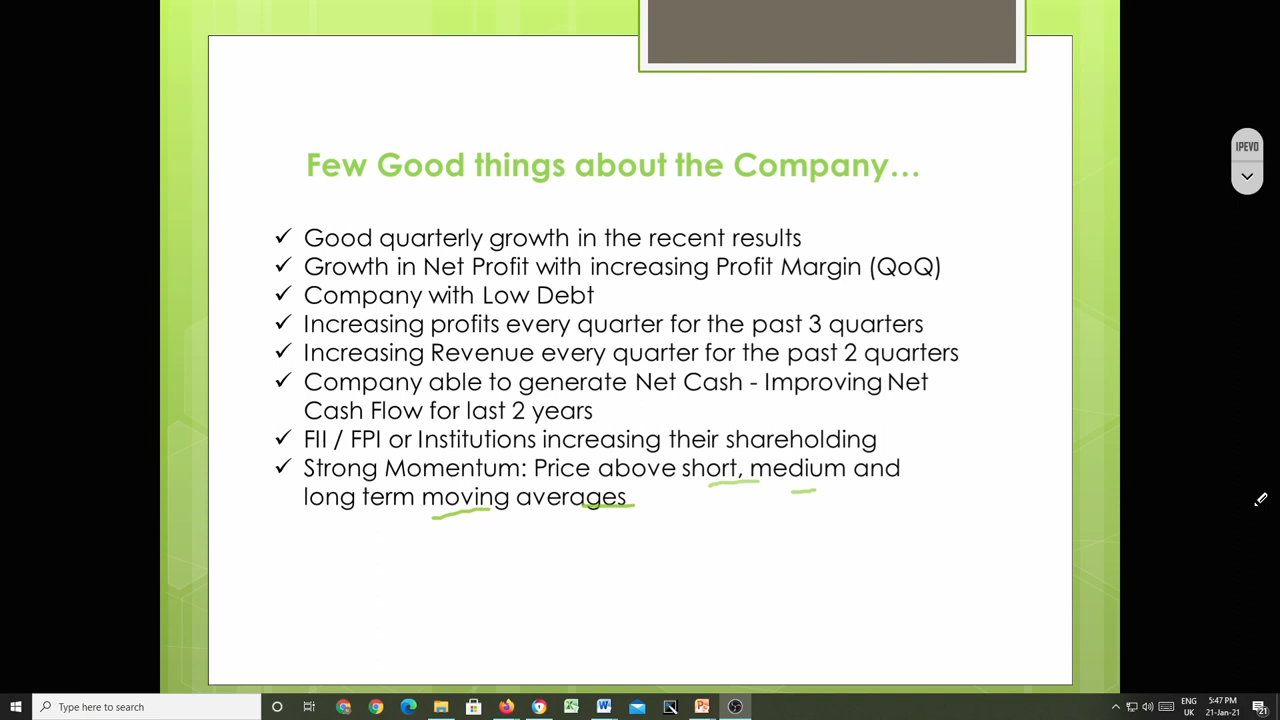 Few Good things about the Company…
✓ Good quarterly growth in the recent results
✓ Growth in Net Profit with increasing Profit Margin (QoQ)
✓ Company with Low Debt
✓ Increasing profits every quarter for the past 3 quarters
✓ Increasing Revenue every quarter for the past 2 quarters
✓ Company able to generate Net Cash - Improving Net
Cash Flow for last 2 years
✓ FII / FPI or Institutions increasing their shareholding
✓ Strong Momentum: Price above short, medium and
long term moving averages
IPEVO
Type here to search
ENG
UK
5:47 PM
21-Jan-21